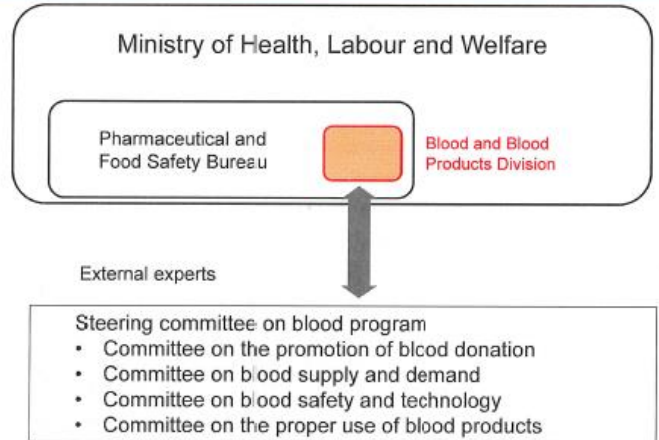 Ministry of Health, Labour and Welfare
Pharmaceutical and
Food Safety Bureau
Blood and Blood
Products Division
External experts
Steering committee on blood program
• Committee on the promotion of blood donation
• Committee on blood supply and demand
• Committee on blood safety and technology
• Committee on the proper use of blood products